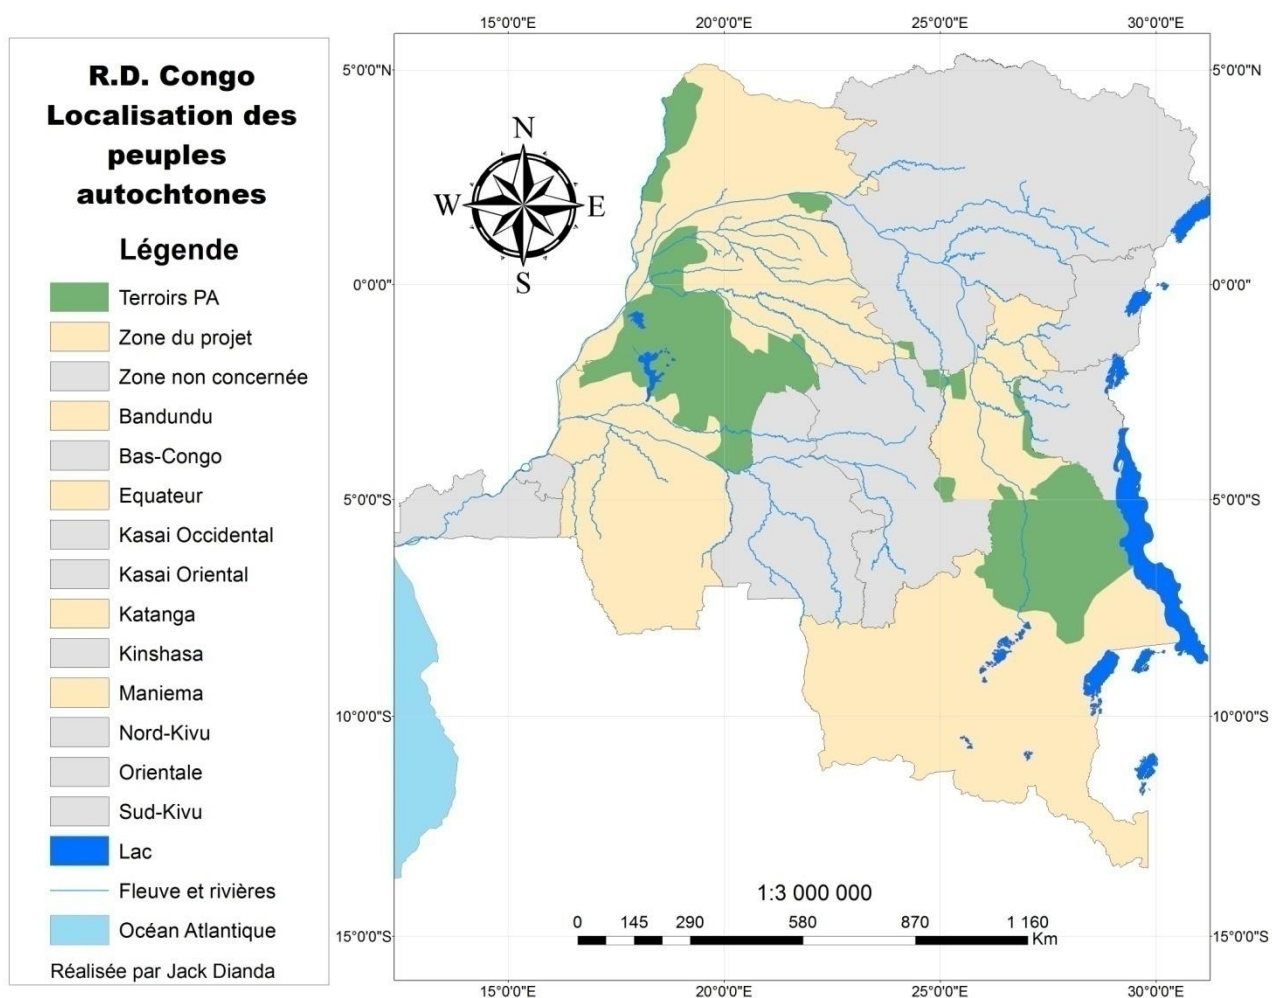 R.D. Congo
Localisation des
peuples
autochtones
Légende
Terroirs PA
Zone du projet
Zone non concernée
Bandundu
Bas-Congo
Equateur
Kasai Occidental
Kasai Oriental
Katanga
Kinshasa
Maniema
Nord-Kivu
Orientale
Sud-Kivu
Lac
Fleuve et rivières
Océan Atlantique
Réalisée par Jack Dianda
15°0'0"E 20°0'0"E 25°0'0"E 30°0'0"E
5°0'0"N 5°0'0"N
N
W E
S
0°0'0" 0°0'0"
5°0'0"S 5°0'0"S
10°0'0"S 10°0'0"S
1:3 000 000
0 145 290 580 870 1 160
Km
15°0'0"S 15°0'0"S
15°0'0"E 20°0'0"E 25°0'0"E 30°0'0"E